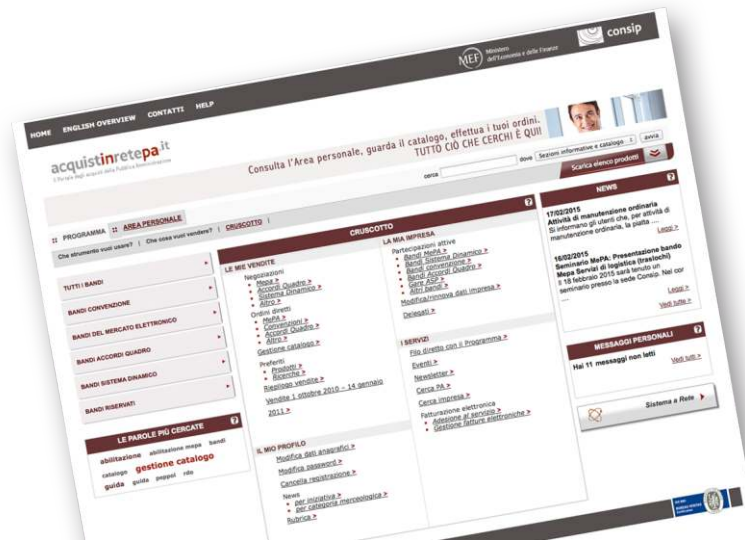 MEF Ministero
dell'Economia e delle Finanze
consip
HOME ENGLISH OVERVIEW CONTATTI HELP
acquistinretepa.it
Il Portale degli acquisti della Pubblica Amministrazione
Consulta l'Area personale, guarda il catalogo, effettua i tuoi ordini.
TUTTO CIÒ CHE CERCHI È QUI!
cerca dove Sezioni informative e catalogo avvia
Scarica elenco prodotti
PROGRAMMA AREA PERSONALE
Che strumento vuoi usare? | Che cosa vuoi vendere? | CRUSCOTTO |
TUTTI I BANDI
BANDI CONVENZIONE
BANDI DEL MERCATO ELETTRONICO
BANDI ACCORDI QUADRO
BANDI SISTEMA DINAMICO
BANDI RISERVATI
LE PAROLE PIÙ CERCATE ?
abilitazione abilitazione mepa bandi
catalogo gestione catalogo
guida guida peppol rdo
CRUSCOTTO ?
LE MIE VENDITE
Negoziazioni
Mepa >
Accordi Quadro >
Sistema Dinamico >
Altro >
Ordini diretti
MePA >
Convenzioni >
Accordi Quadro >
Altro >
Gestione catalogo >
Preferiti
Prodotti >
Ricerche >
Riepilogo vendite >
Vendite 1 ottobre 2010 – 14 gennaio
2011 >
LA MIA IMPRESA
Partecipazioni attive
Bandi MePA >
Bandi Sistema Dinamico >
Bandi convenzione >
Bandi Accordi Quadro >
Gare ASP >
Altri bandi >
Modifica/rinnova dati impresa >
Delegati >
IL MIO PROFILO
Modifica dati anagrafici >
Modifica password >
Cancella registrazione >
News
per iniziativa >
per categoria merceologica >
Rubrica >
I SERVIZI
Filo diretto con il Programma >
Eventi >
Newsletter >
Cerca PA >
Cerca impresa >
Fatturazione elettronica
Adesione al servizio >
Gestione fatture elettroniche >
NEWS ?
17/02/2015
Attività di manutenzione ordinaria
Si informano gli utenti che, per attività di
manutenzione ordinaria, la piatta ....
Leggi >
16/02/2015
Seminario MePA: Presentazione bando
Mepa Servizi di logistica (traslochi)
Il 18 febbraio 2015 sarà tenuto un
seminario presso la sede Consip. Nel cor
....
Leggi >
Vedi tutte >
MESSAGGI PERSONALI ?
Hai 11 messaggi non letti
Vedi tutti >
Sistema a Rete
BUREAU VERITAS